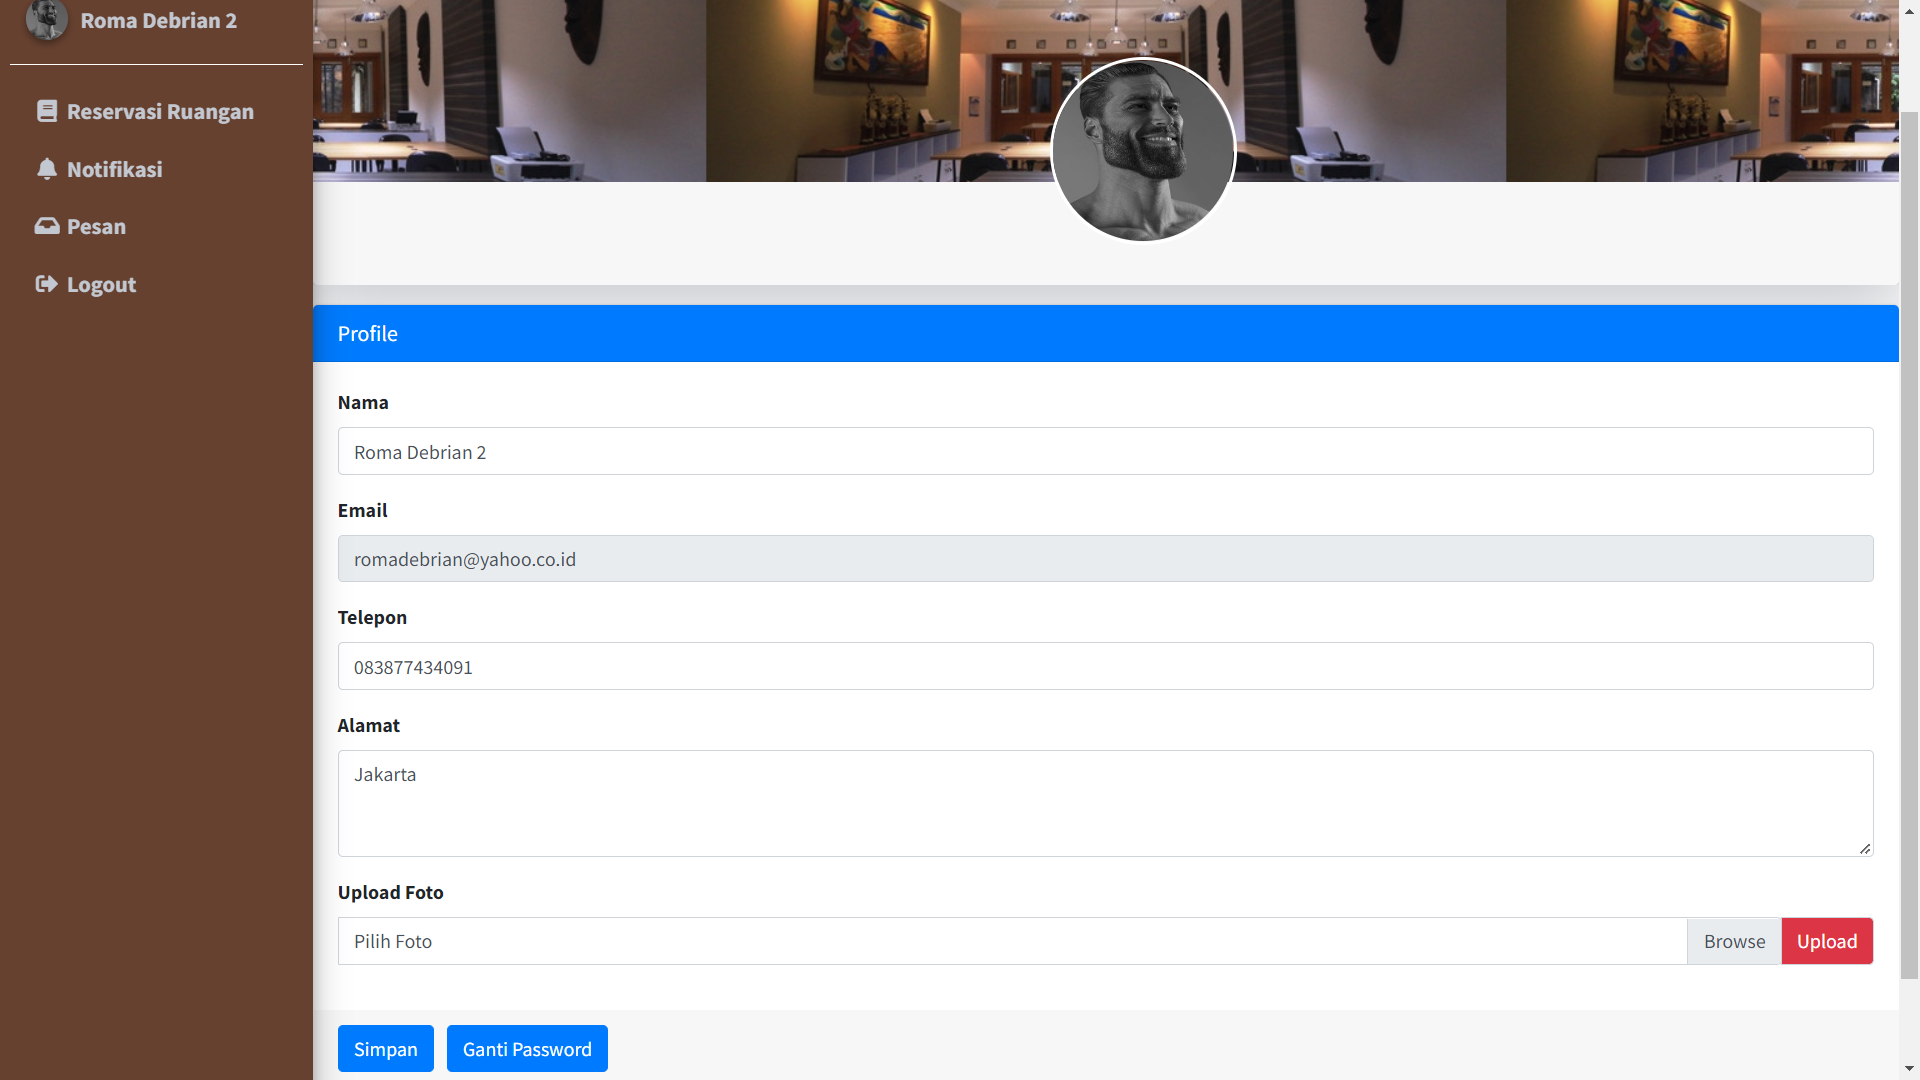 Roma Debrian 2
Reservasi Ruangan
Notifikasi
Pesan
Logout
Profile
Nama
Roma Debrian 2
Email
romadebrian@yahoo.co.id
Telepon
083877434091
Alamat
Jakarta
Upload Foto
Pilih Foto Browse Upload
Simpan Ganti Password